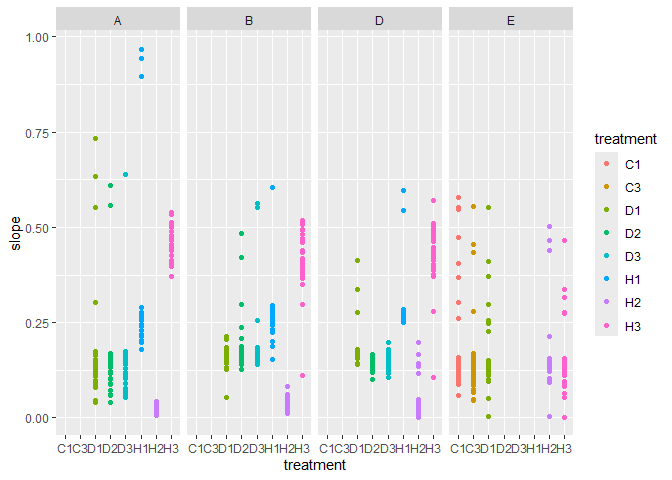 A B D E
1.00
0.75
0.50
0.25
0.00
slope
C1C3D1D2D3H1H2H3 C1C3D1D2D3H1H2H3 C1C3D1D2D3H1H2H3 C1C3D1D2D3H1H2H3
treatment
treatment
C1
C3
D1
D2
D3
H1
H2
H3